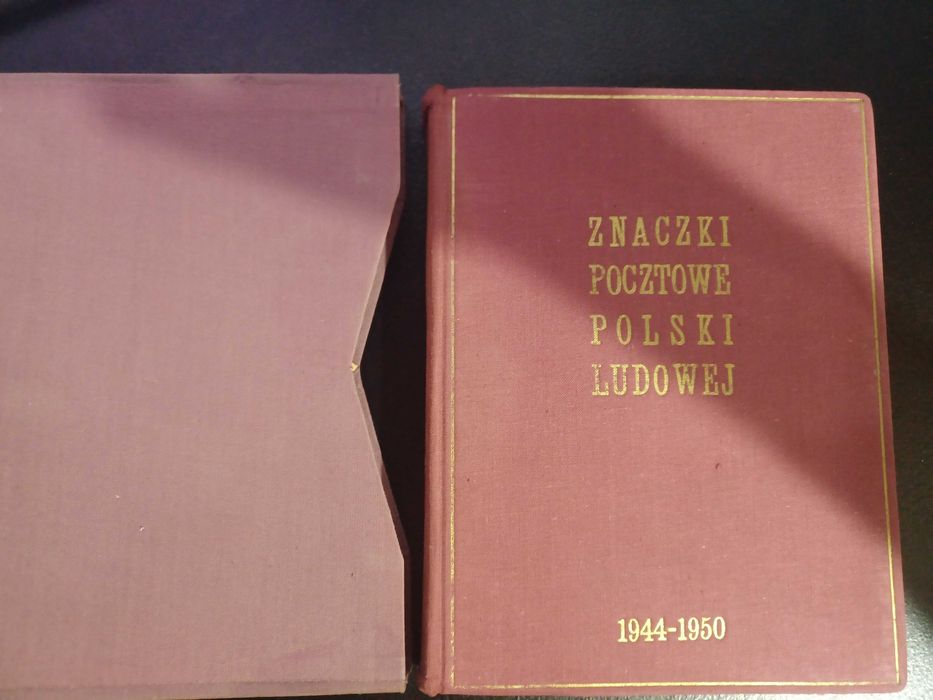 ZNACZKI
POCZTOWE
POLSKI
LUDOWEJ
1944-1950